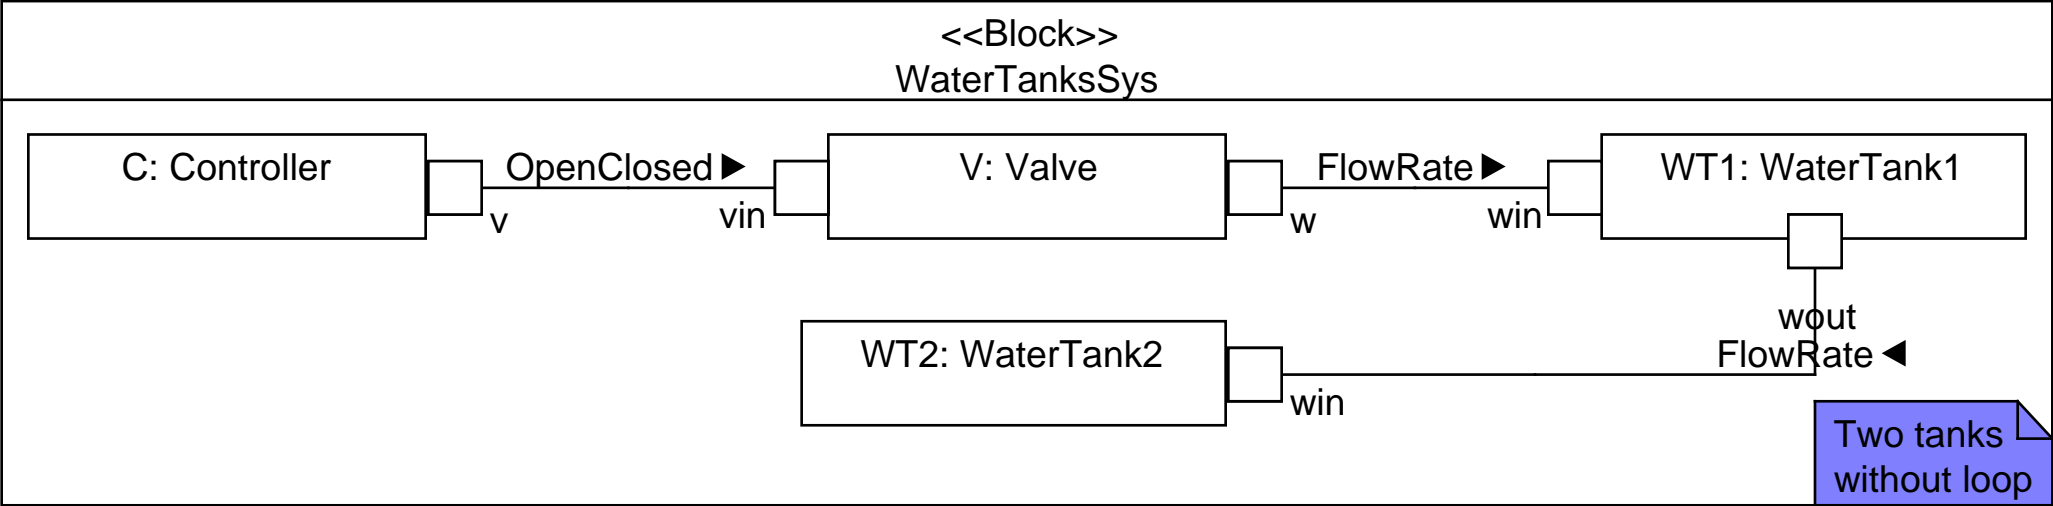 <<Block>>
WaterTanksSys
C: Controller
OpenClosed
V: Valve
FlowRate
WT1: WaterTank1
v
vin
w
win
wout
WT2: WaterTank2
FlowRate
win
Two tanks
without loop